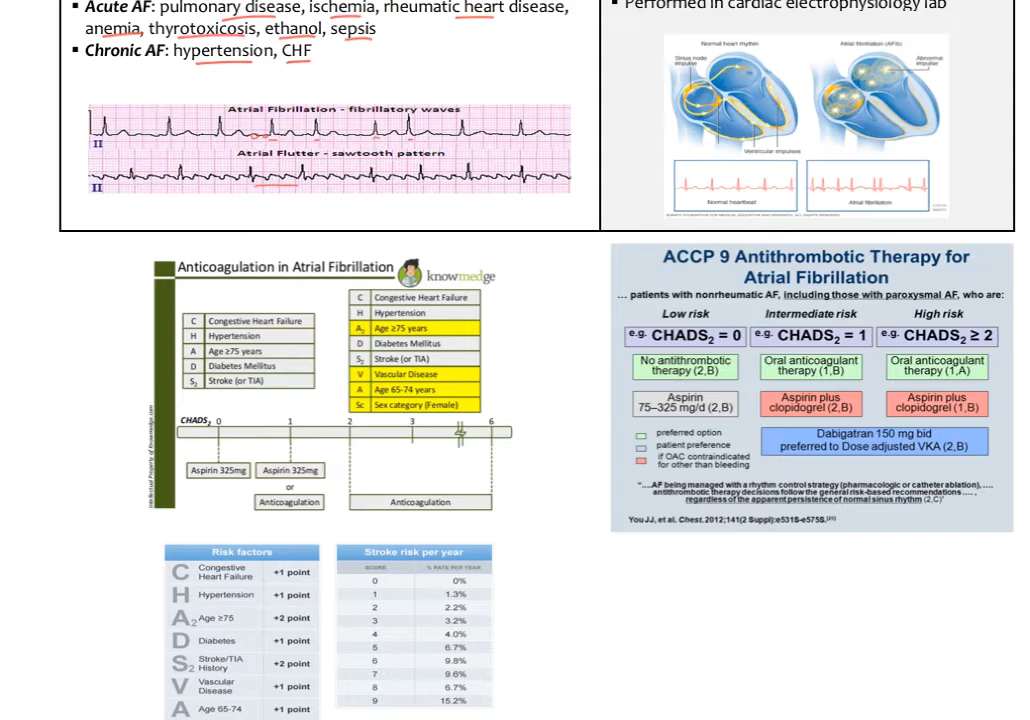 ▪ Acute AF: pulmonary disease, ischemia, rheumatic heart disease,
anemia, thyrotoxicosis, ethanol, sepsis
▪ Chronic AF: hypertension, CHF
Atrial Fibrillation - fibrillatory waves
II
Atrial Flutter - sawtooth pattern
II
▪ Performed in cardiac electrophysiology lab
Normal heart rhythm
Atrial fibrillation (AFib)
Sinus node
impulse
Abnormal
impulse
Ventricular impulses
Normal heartbeat
Atrial fibrillation
Anticoagulation in Atrial Fibrillation
knowmedge
C Congestive Heart Failure
H Hypertension
A Age ≥75 years
D Diabetes Mellitus
S2 Stroke (or TIA)
C Congestive Heart Failure
H Hypertension
A2 Age ≥75 years
D Diabetes Mellitus
S2 Stroke (or TIA)
V Vascular Disease
A Age 65-74 years
Sc Sex category (Female)
CHADS2 0 1 2 3 6
Aspirin 325mg
Aspirin 325mg
or
Anticoagulation
Anticoagulation
Intellectual Property of Knowmedge.com
ACCP 9 Antithrombotic Therapy for
Atrial Fibrillation
… patients with nonrheumatic AF, including those with paroxysmal AF, who are:
Low risk Intermediate risk High risk
e.g. CHADS2 = 0 e.g. CHADS2 = 1 e.g. CHADS2 ≥ 2
No antithrombotic
therapy (2,B)
Oral anticoagulant
therapy (1,B)
Oral anticoagulant
therapy (1,A)
Aspirin
75–325 mg/d (2,B)
Aspirin plus
clopidogrel (2,B)
Aspirin plus
clopidogrel (1,B)
preferred option
patient preference
if OAC contraindicated
for other than bleeding
Dabigatran 150 mg bid
preferred to Dose adjusted VKA (2,B)
"….AF being managed with a rhythm control strategy (pharmacologic or catheter ablation), ….
antithrombotic therapy decisions follow the general risk-based recommendations …. ,
regardless of the apparent persistence of normal sinus rhythm (2,C)"
You JJ, et al. Chest. 2012;141(2 Suppl):e531S-e575S.[25]
Risk factors
C Congestive Heart Failure +1 point
H Hypertension +1 point
A2 Age ≥75 +2 point
D Diabetes +1 point
S2 Stroke/TIA History +2 point
V Vascular Disease +1 point
A Age 65-74 +1 point
Stroke risk per year
SCORE % RATE PER YEAR
0 0%
1 1.3%
2 2.2%
3 3.2%
4 4.0%
5 6.7%
6 9.8%
7 9.6%
8 6.7%
9 15.2%